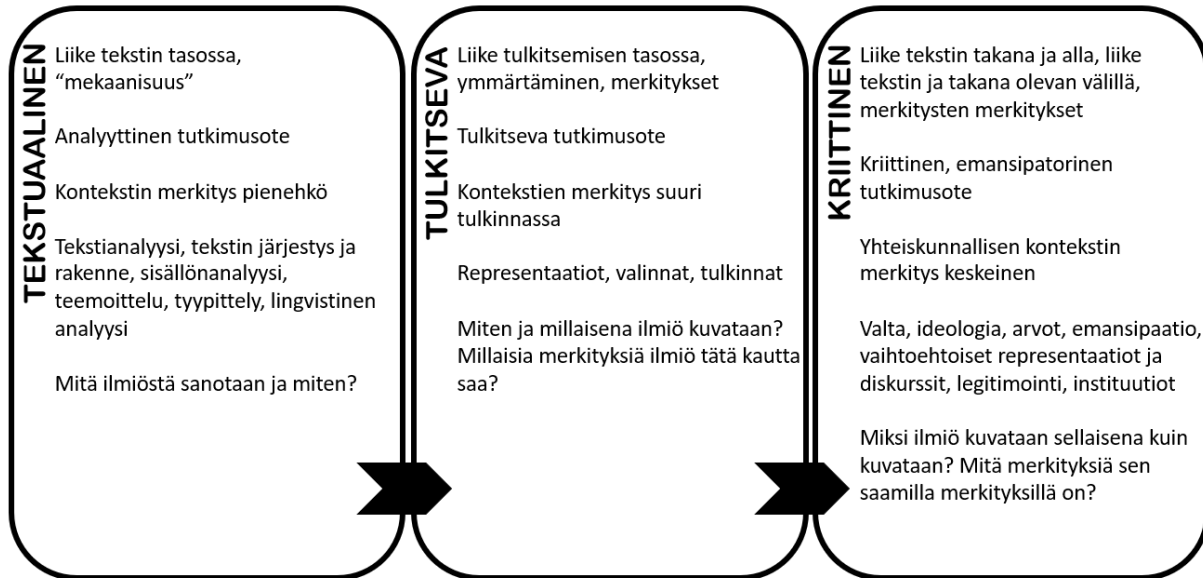 TEKSTUAALINEN
Liike tekstin tasossa,
“mekaanisuus”
Analyyttinen tutkimusote
Kontekstin merkitys pienehkö
Tekstianalyysi, tekstin järjestys ja
rakenne, sisällönanalyysi,
teemoittelu, tyypittely, lingvistinen
analyysi
Mitä ilmiöstä sanotaan ja miten?
TULKITSEVA
Liike tulkitsemisen tasossa,
ymmärtäminen, merkitykset
Tulkitseva tutkimusote
Kontekstien merkitys suuri
tulkinnassa
Representaatiot, valinnat, tulkinnat
Miten ja millaisena ilmiö kuvataan?
Millaisia merkityksiä ilmiö tätä kautta
saa?
KRIITTINEN
Liike tekstin takana ja alla, liike
tekstin ja takana olevan välillä,
merkitysten merkitykset
Kriittinen, emansipatorinen
tutkimusote
Yhteiskunnallisen kontekstin
merkitys keskeinen
Valta, ideologia, arvot, emansipaatio,
vaihtoehtoiset representaatiot ja
diskurssit, legitimointi, instituutiot
Miksi ilmiö kuvataan sellaisena kuin
kuvataan? Mitä merkityksiä sen
saamilla merkityksillä on?